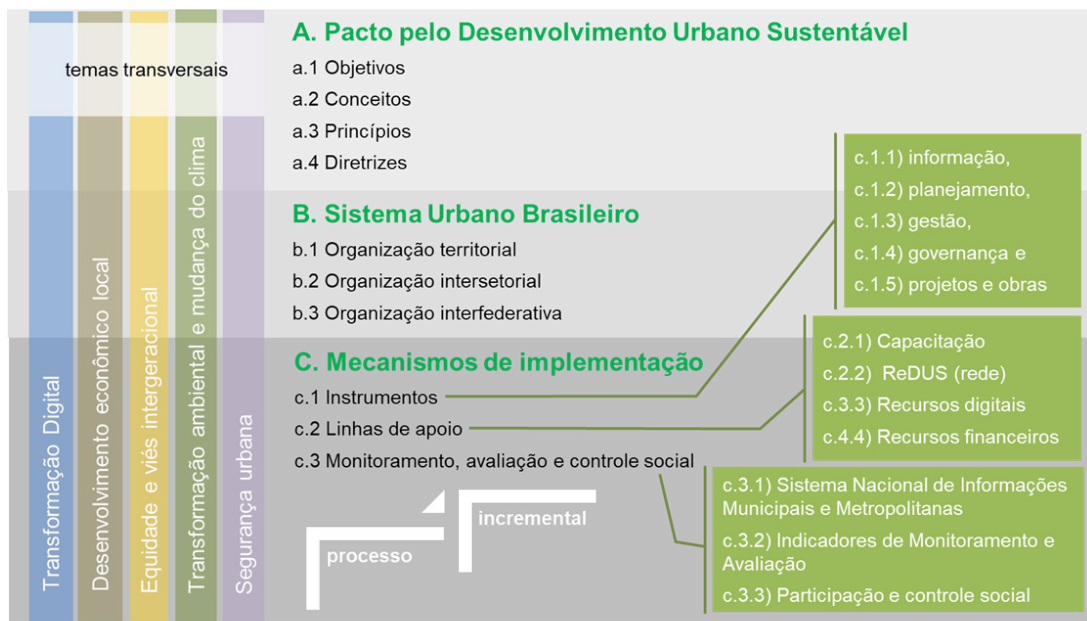 temas transversais
Transformação Digital
Desenvolvimento econômico local
Equidade e viés intergeracional
Transformação ambiental e mudança do clima
Segurança urbana
A. Pacto pelo Desenvolvimento Urbano Sustentável
a.1 Objetivos
a.2 Conceitos
a.3 Princípios
a.4 Diretrizes
B. Sistema Urbano Brasileiro
b.1 Organização territorial
b.2 Organização intersetorial
b.3 Organização interfederativa
C. Mecanismos de implementação
c.1 Instrumentos
c.2 Linhas de apoio
c.3 Monitoramento, avaliação e controle social
processo
incremental
c.1.1) informação,
c.1.2) planejamento,
c.1.3) gestão,
c.1.4) governança e
c.1.5) projetos e obras
c.2.1) Capacitação
c.2.2) ReDUS (rede)
c.3.3) Recursos digitais
c.4.4) Recursos financeiros
c.3.1) Sistema Nacional de Informações
Municipais e Metropolitanas
c.3.2) Indicadores de Monitoramento e
Avaliação
c.3.3) Participação e controle social